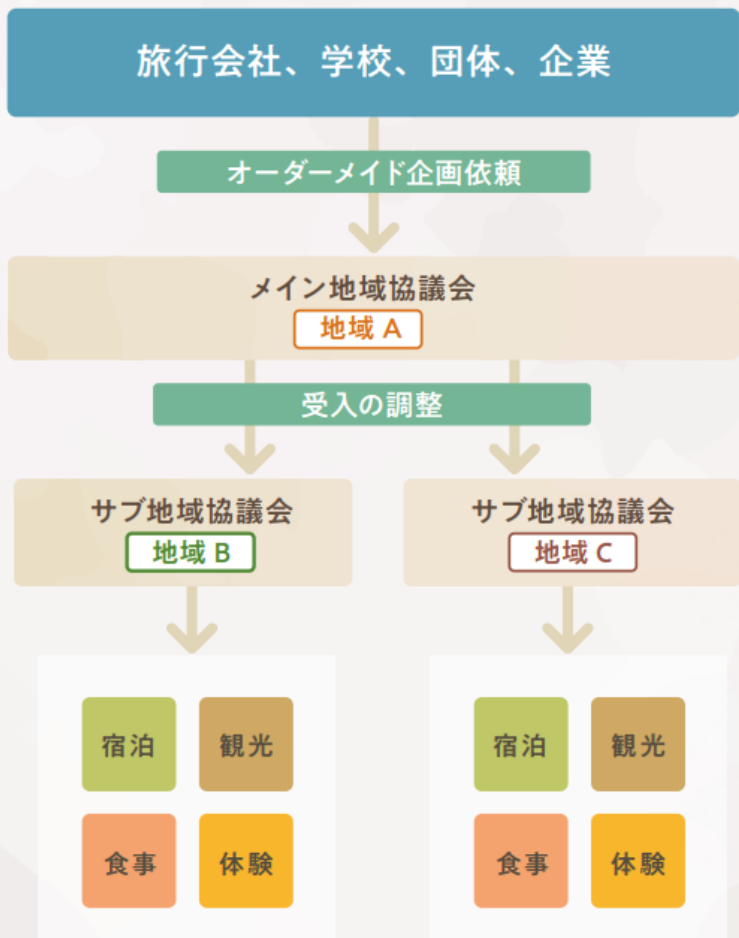 旅行会社、学校、団体、企業
オーダーメイド企画依頼
メイン地域協議会
地域 A
受入の調整
サブ地域協議会
地域 B
サブ地域協議会
地域 C
宿泊
観光
食事
体験
宿泊
観光
食事
体験